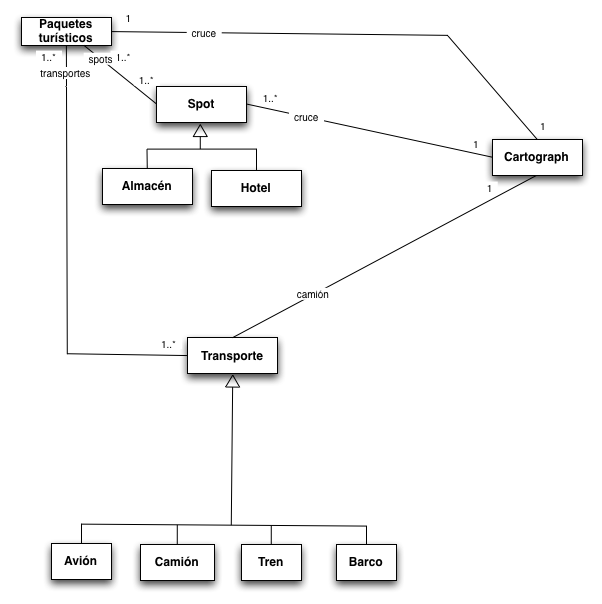 Paquetes
turísticos
1
cruce
1..*
spots
1..*
transportes
1..*
Spot
1..*
cruce
1
1
Cartograph
1
Almacén
Hotel
camión
1..*
Transporte
Avión
Camión
Tren
Barco